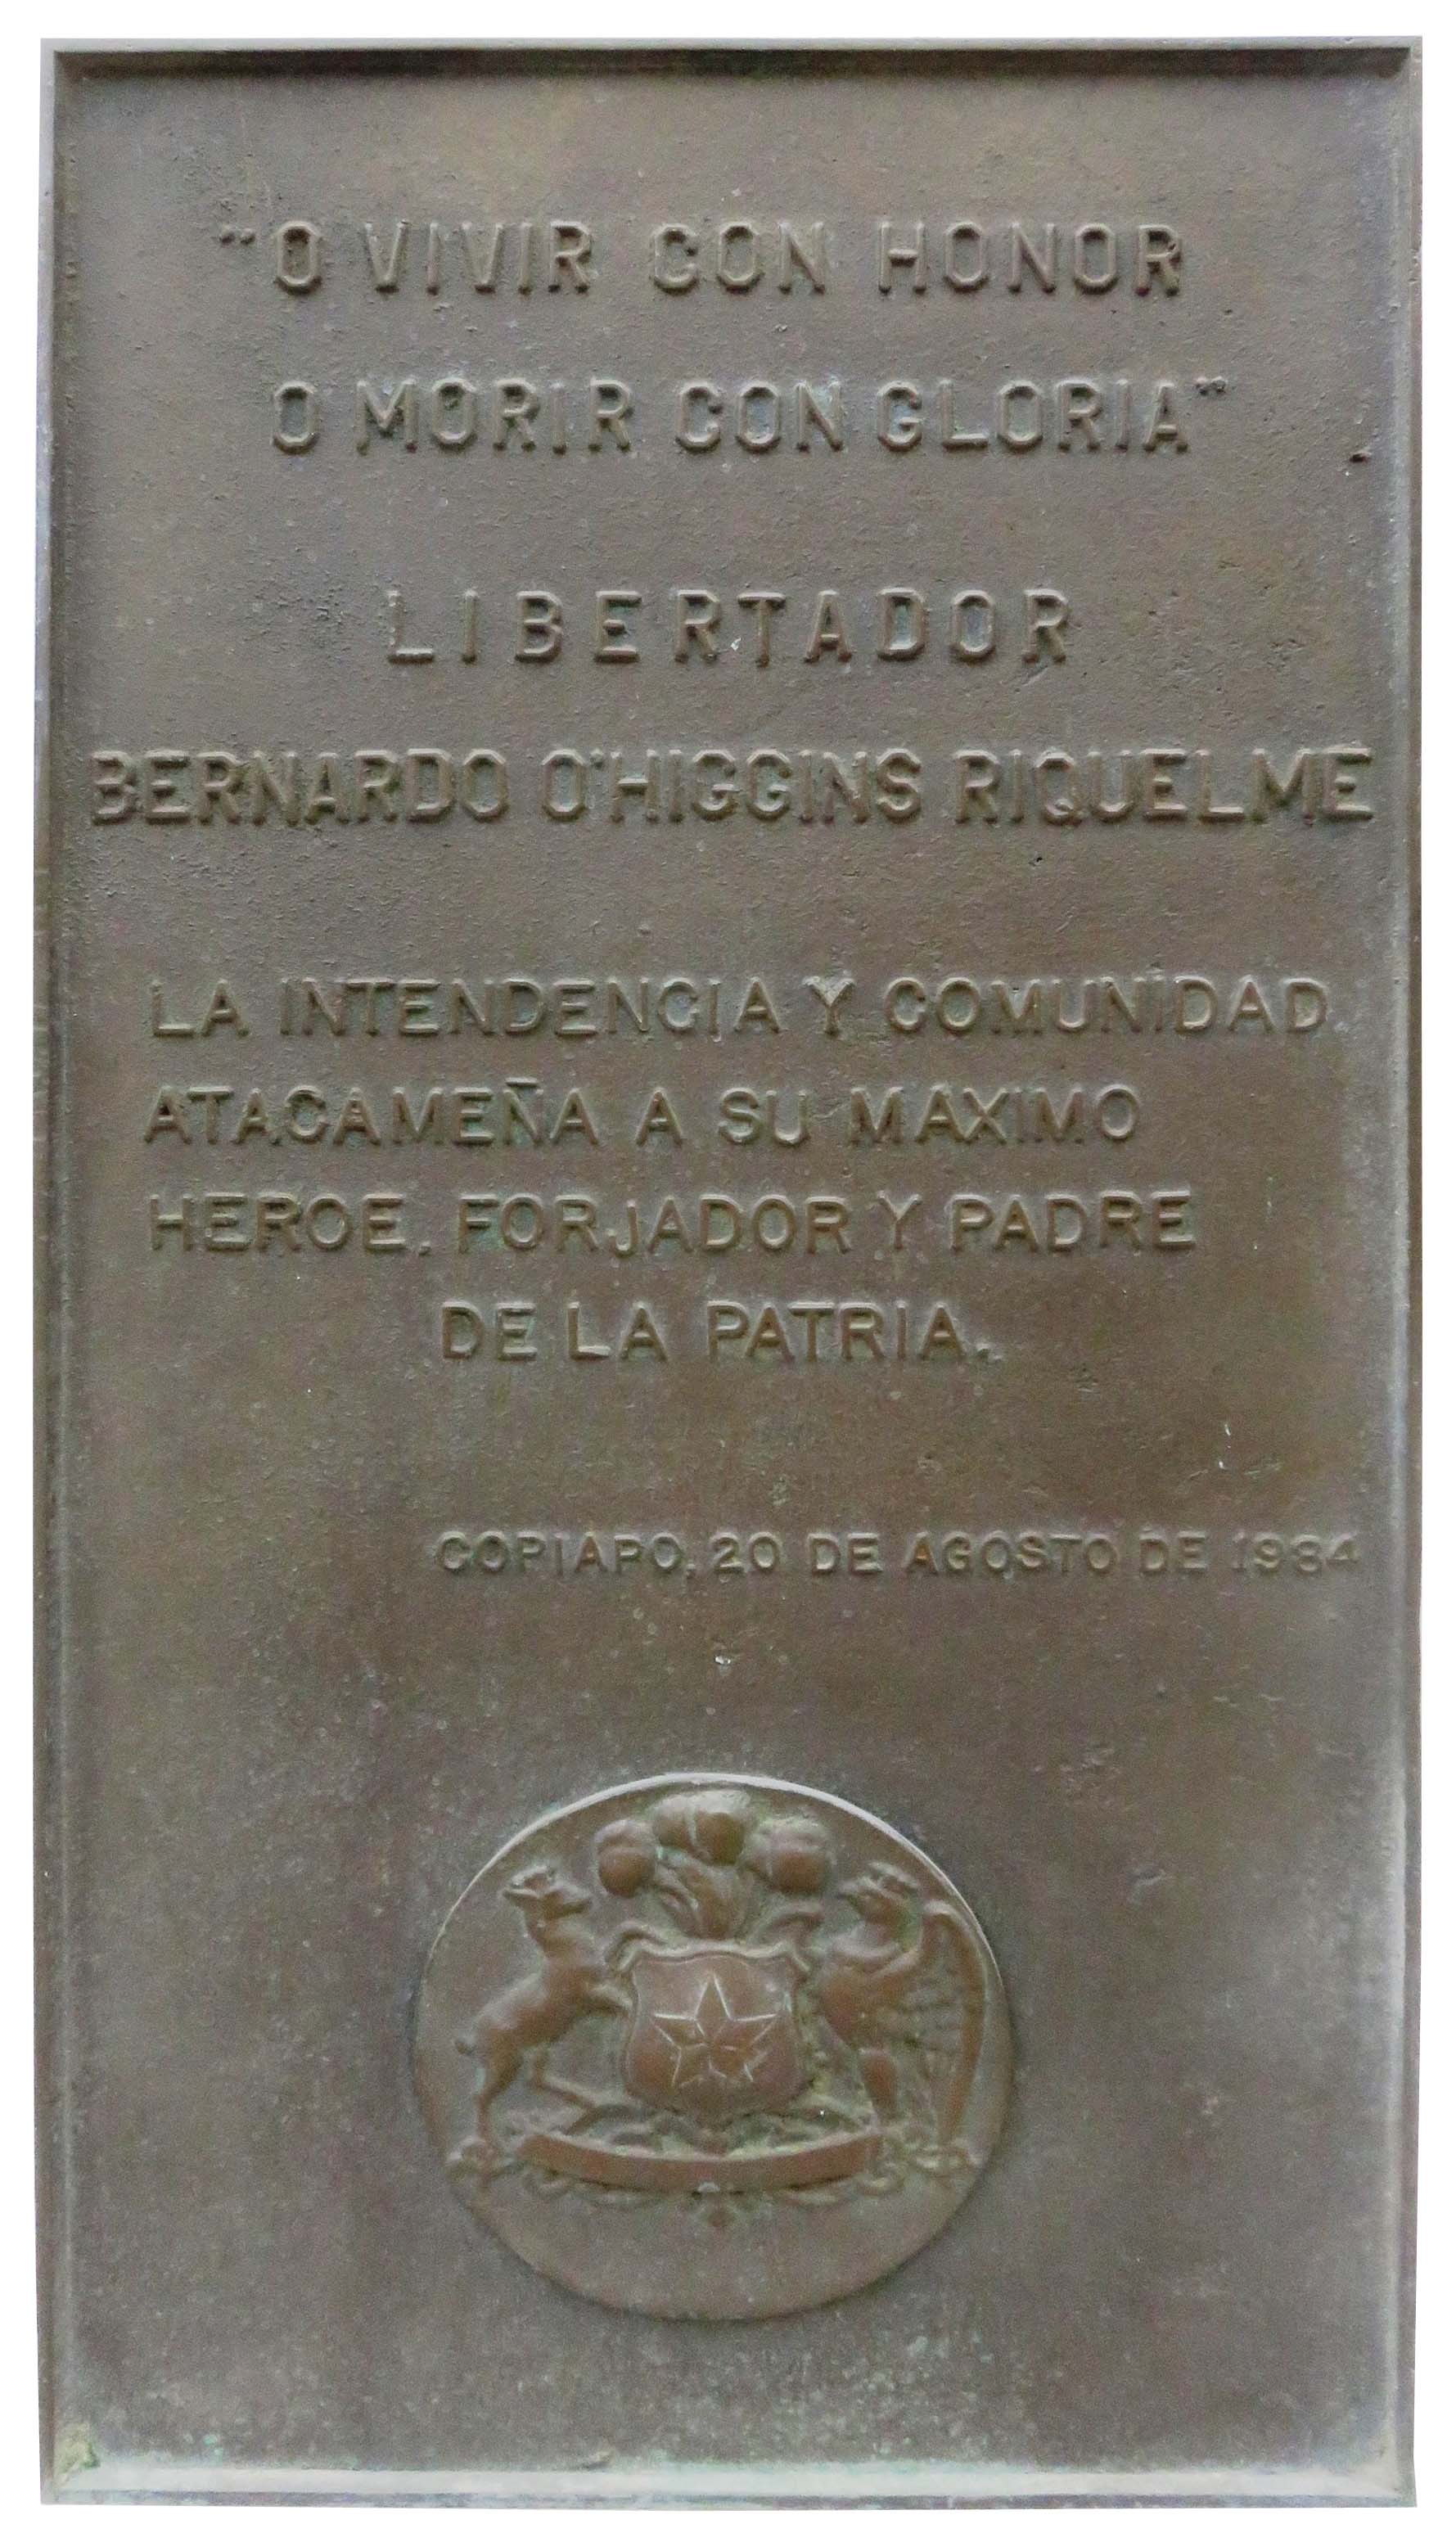 "O VIVIR CON HONOR
O MORIR CON GLORIA"
LIBERTADOR
BERNARDO O'HIGGINS RIQUELME
LA INTENDENCIA Y COMUNIDAD
ATACAMEÑA A SU MAXIMO
HEROE, FORJADOR Y PADRE
DE LA PATRIA.
COPIAPO, 20 DE AGOSTO DE 1984